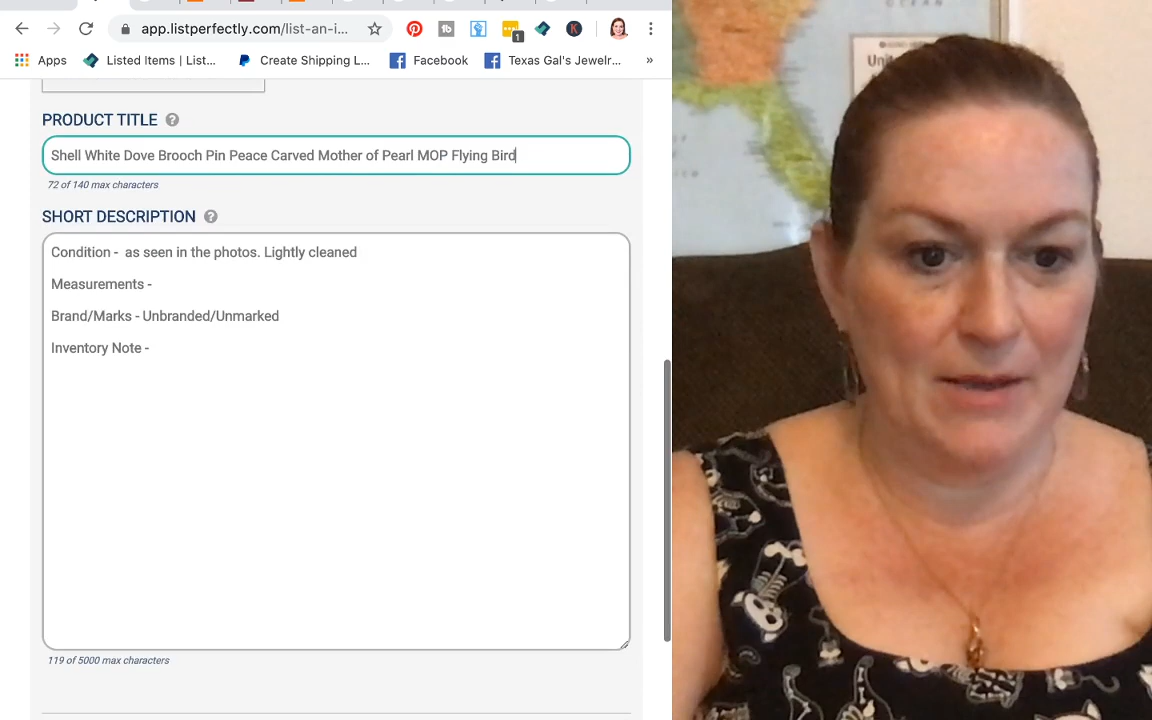 OCEAN
app.listperfectly.com/list-an-i...
1
Apps
Listed Items | List...
Create Shipping L...
Facebook
Texas Gal's Jewelr...
»
PRODUCT TITLE
Shell White Dove Brooch Pin Peace Carved Mother of Pearl MOP Flying Bird
72 of 140 max characters
SHORT DESCRIPTION
Condition - as seen in the photos. Lightly cleaned
Measurements -
Brand/Marks - Unbranded/Unmarked
Inventory Note -
119 of 5000 max characters